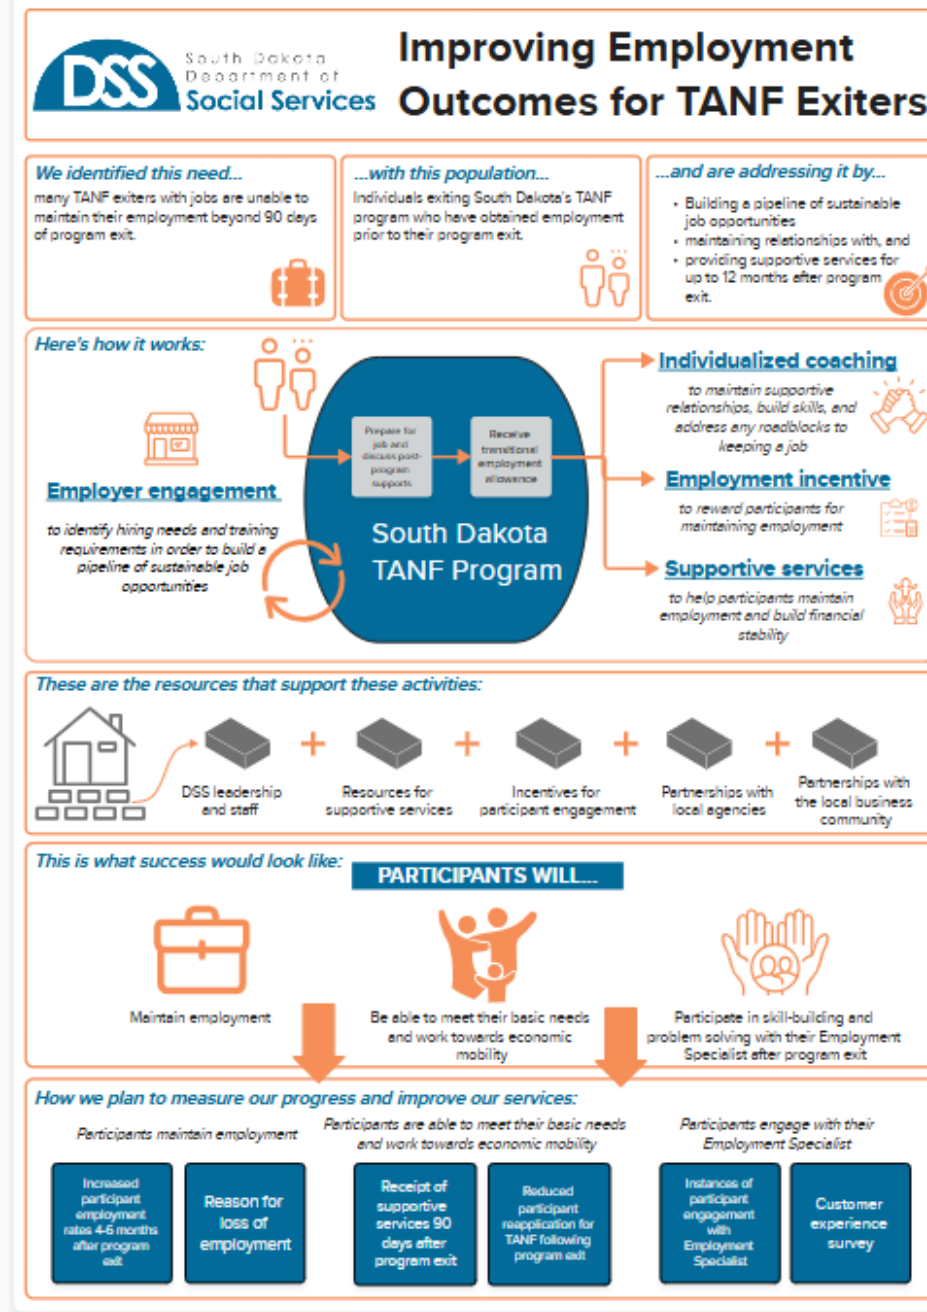 DSS
South Dakota
Department of
Social Services
Improving Employment
Outcomes for TANF Exiters
We identified this need...
many TANF exiters with jobs are unable to
maintain their employment beyond 90 days
of program exit.
...with this population...
Individuals exiting South Dakota's TANF
program who have obtained employment
prior to their program exit.
...and are addressing it by...
• Building a pipeline of sustainable
job opportunities
• maintaining relationships with, and
• providing supportive services for
up to 12 months after program
exit.
Here's how it works:
Employer engagement
to identify hiring needs and training
requirements in order to build a
pipeline of sustainable job
opportunities
Prepare for
job and
discuss post-
program
supports
Receive
transitional
employment
allowance
South Dakota
TANF Program
Individualized coaching
to maintain supportive
relationships, build skills, and
address any roadblocks to
keeping a job
Employment incentive
to reward participants for
maintaining employment
Supportive services
to help participants maintain
employment and build financial
stability
These are the resources that support these activities:
DSS leadership
and staff
Resources for
supportive services
Incentives for
participant engagement
Partnerships with
local agencies
Partnerships with
the local business
community
This is what success would look like:
PARTICIPANTS WILL...
Maintain employment
Be able to meet their basic needs
and work towards economic
mobility
Participate in skill-building and
problem solving with their Employment
Specialist after program exit
How we plan to measure our progress and improve our services:
Participants maintain employment
Participants are able to meet their basic needs
and work towards economic mobility
Participants engage with their
Employment Specialist
Increased
participant
employment
rates 4-6 months
after program
exit
Reason for
loss of
employment
Receipt of
supportive
services 90
days after
program exit
Reduced
participant
reapplication for
TANF following
program exit
Instances of
participant
engagement
with
Employment
Specialist
Customer
experience
survey